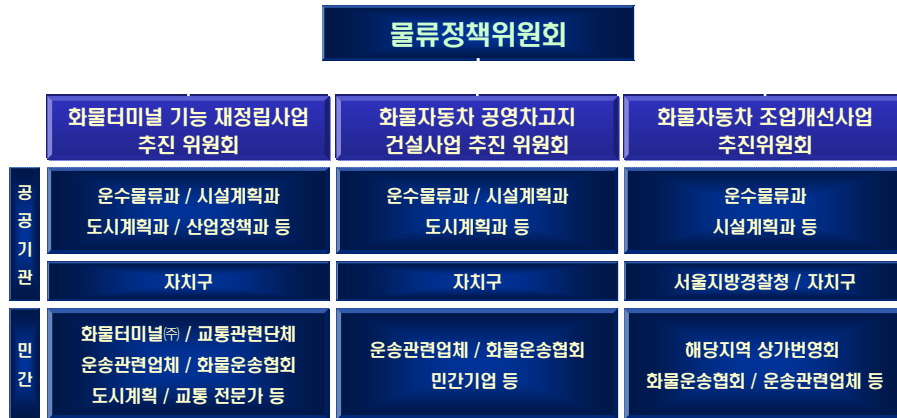 물류정책위원회
화물터미널 기능 재정립사업
추진 위원회
화물자동차 공영차고지
건설사업 추진 위원회
화물자동차 조업개선사업
추진위원회
공
공
기
관
운수물류과 / 시설계획과
도시계획과 / 산업정책과 등
운수물류과 / 시설계획과
도시계획과 등
운수물류과
시설계획과 등
자치구
자치구
서울지방경찰청 / 자치구
민
간
화물터미널㈜ / 교통관련단체
운송관련업체 / 화물운송협회
도시계획 / 교통 전문가 등
운송관련업체 / 화물운송협회
민간기업 등
해당지역 상가번영회
화물운송협회 / 운송관련업체 등